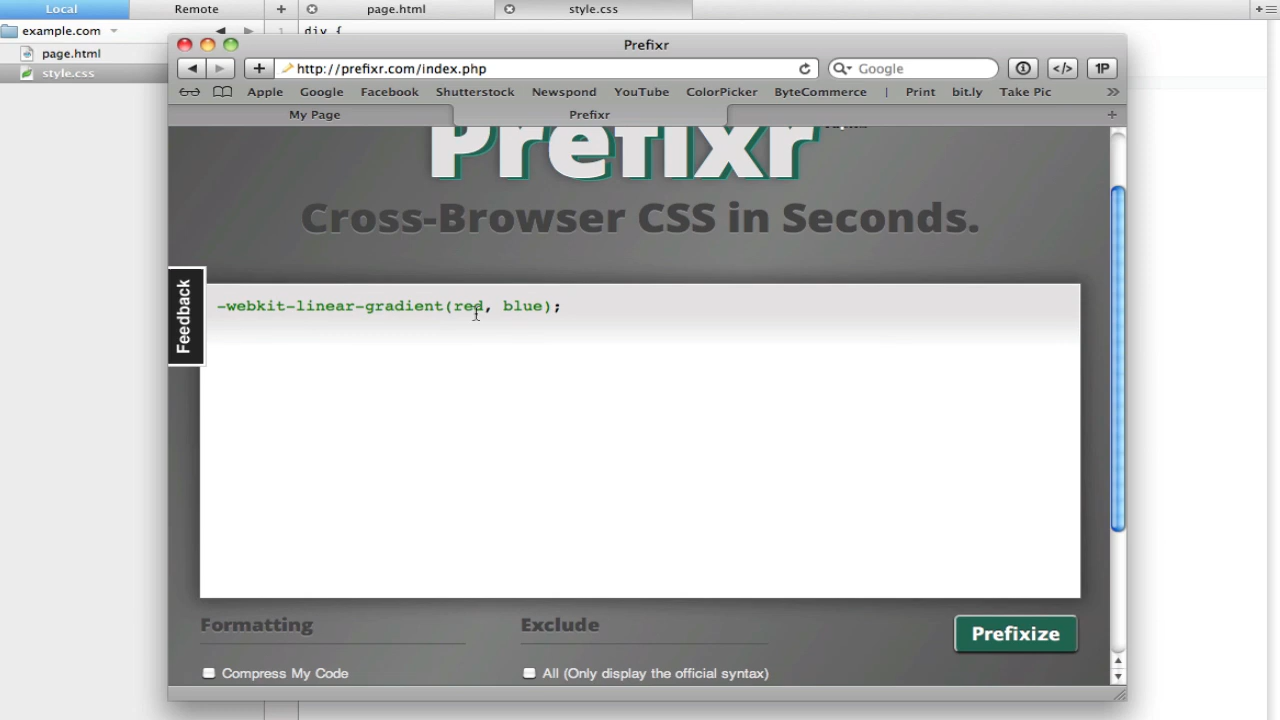 Local
Remote
page.html
style.css
example.com
page.html
style.css
1
div {
Prefixr
http://prefixr.com/index.php
Google
</>
1P
Apple Google Facebook Shutterstock Newspond YouTube ColorPicker ByteCommerce | Print bit.ly Take Pic
My Page
Prefixr
Prefixr
Cross-Browser CSS in Seconds.
Feedback
-webkit-linear-gradient(red, blue);
Formatting
Exclude
Prefixize
Compress My Code
All (Only display the official syntax)